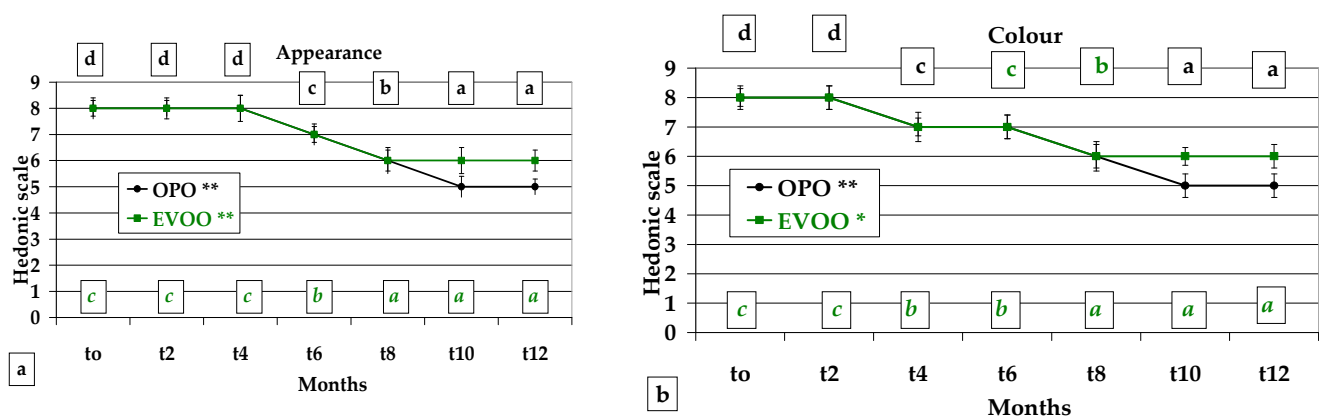 Appearance
d d d c b a a
9
8
7
6
5
4
3
2
1
0
Hedonic scale
OPO **
EVOO **
c c c b a a a
to t2 t4 t6 t8 t10 t12
Months
a
Colour
d d c c b a a
9
8
7
6
5
4
3
2
1
0
Hedonic scale
OPO **
EVOO *
c c b b a a a
to t2 t4 t6 t8 t10 t12
Months
b